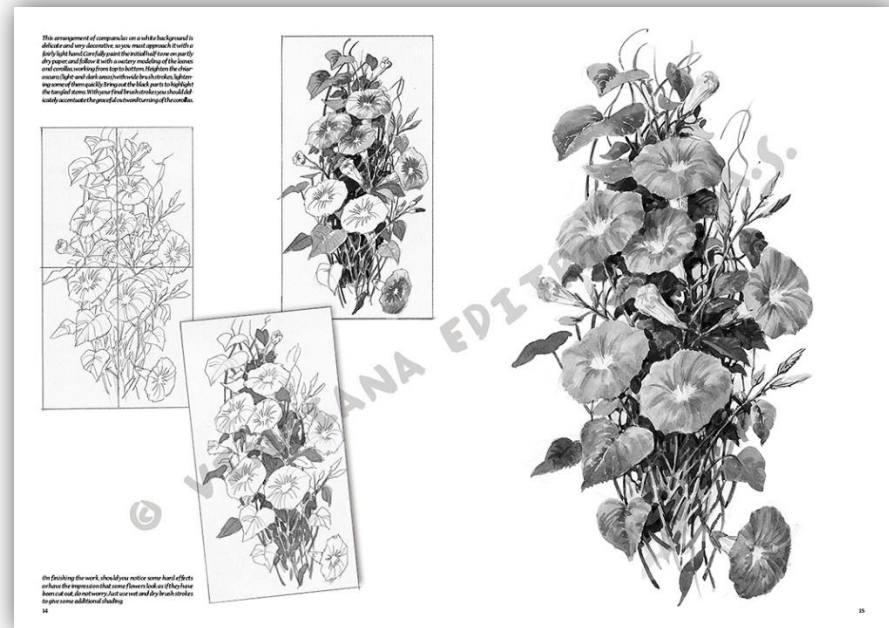 This arrangement of campanulas on a white background is
delicate and very decorative, so you must approach it with a
fairly light hand. Carefully paint the initial half-tone on partly
dry paper, and follow it with a watery modeling of the leaves
and corollas, working from top to bottom. Heighten the chiar-
oscuro (light-and-dark areas) with wide brush strokes, lighten-
ing some of them quickly. Bring out the black parts to highlight
the tangled stems. With your final brush strokes you should del-
icately accentuate the graceful outward turning of the corollas.
© V ANA EDIT .S.
On finishing the work, should you notice some hard effects
or have the impression that some flowers look as if they have
been cut out, do not worry. Just use wet and dry brush strokes
to give some additional shading.
14
15